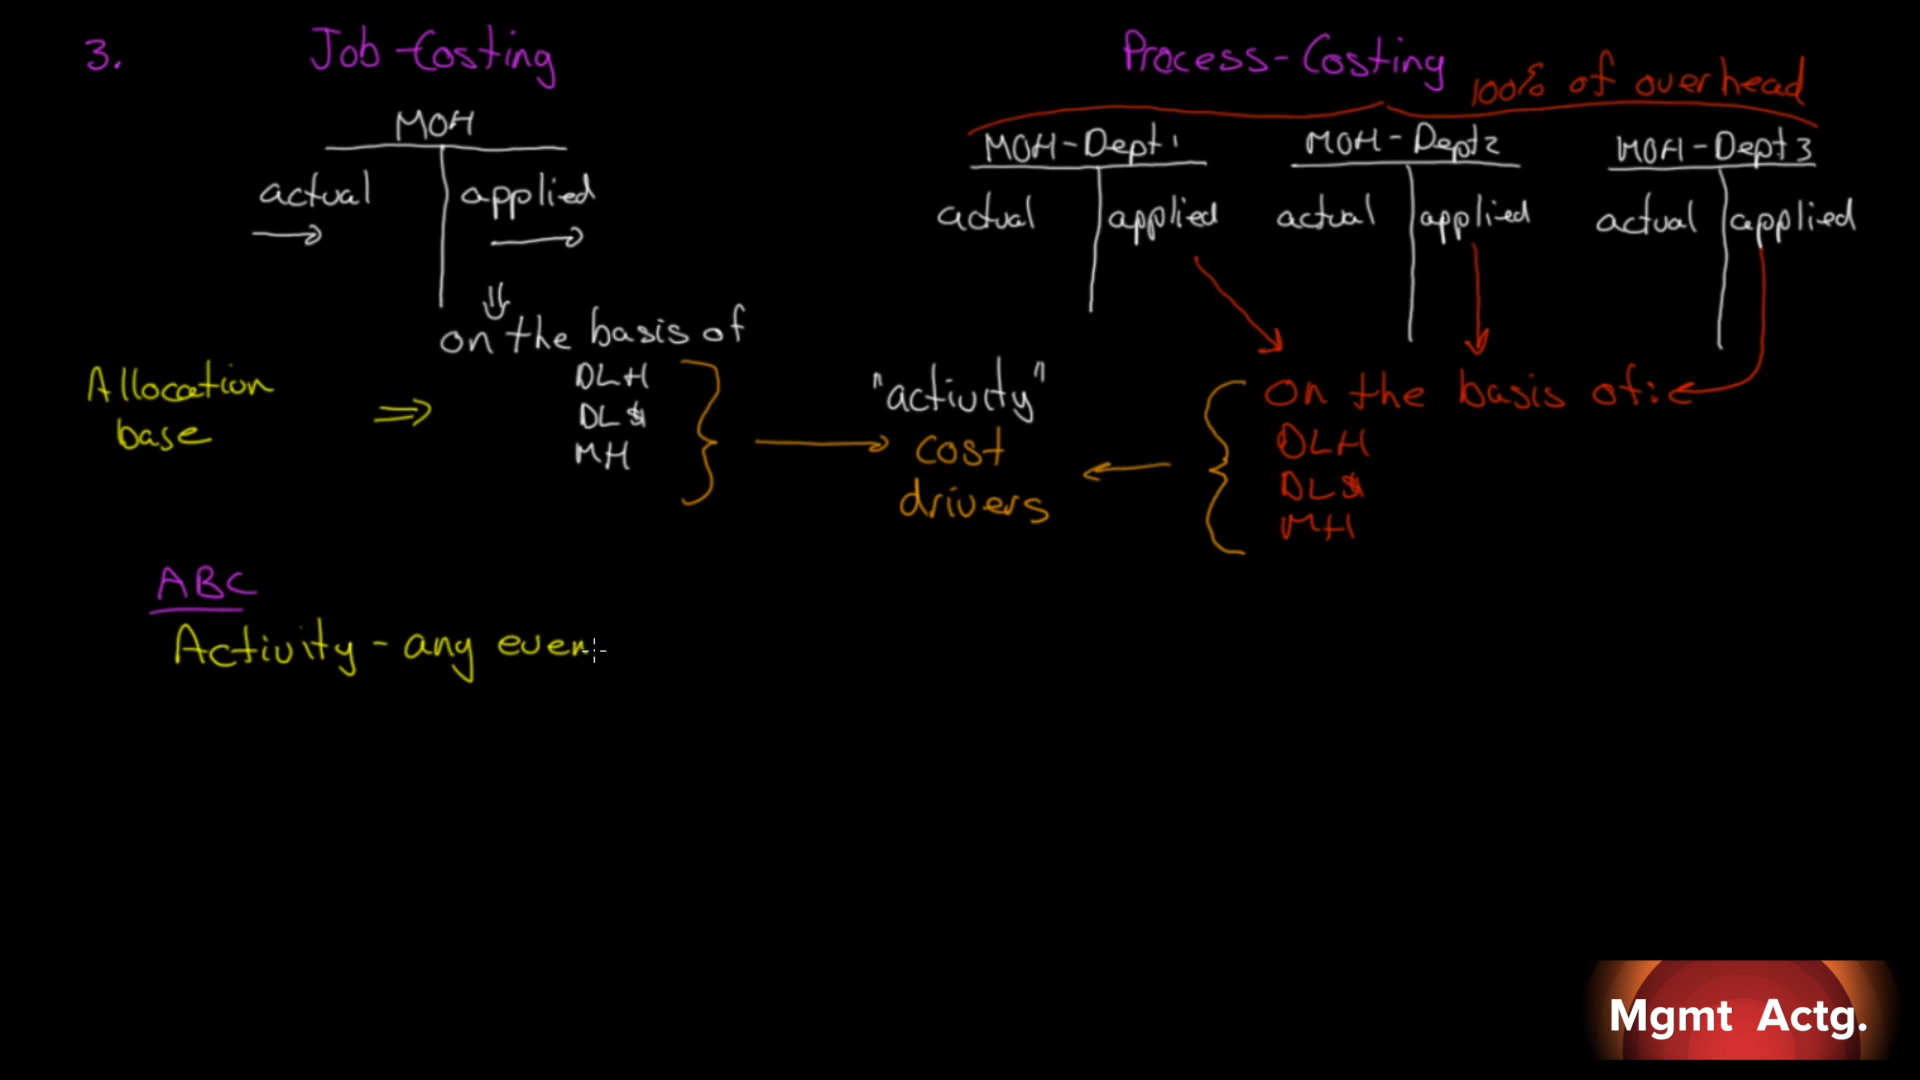 3.
Job-Costing
MOH
actual applied
on the basis of
DLH
DL$
MH
Allocation
base
"activity"
cost
drivers
Process-Costing
100% of overhead
MOH-Dept 1
actual applied
MOH-Dept 2
actual applied
MOH-Dept 3
actual applied
On the basis of:
DLH
DL$
MH
ABC
Activity - any even
Mgmt Actg.